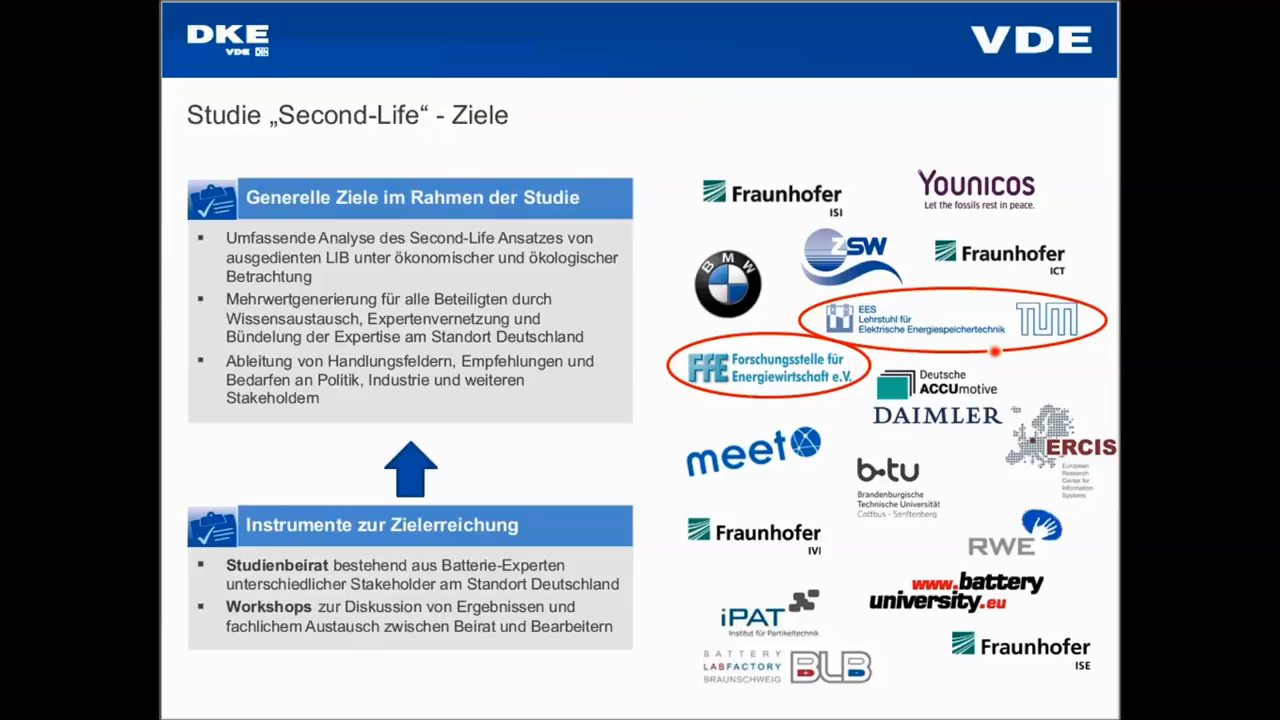 DKE
VDE DIN
VDE
Studie „Second-Life“ - Ziele
Generelle Ziele im Rahmen der Studie
▪ Umfassende Analyse des Second-Life Ansatzes von
ausgedienten LIB unter ökonomischer und ökologischer
Betrachtung
▪ Mehrwertgenerierung für alle Beteiligten durch
Wissensaustausch, Expertenvernetzung und
Bündelung der Expertise am Standort Deutschland
▪ Ableitung von Handlungsfeldern, Empfehlungen und
Bedarfen an Politik, Industrie und weiteren
Stakeholdern
Instrumente zur Zielerreichung
▪ Studienbeirat bestehend aus Batterie-Experten
unterschiedlicher Stakeholder am Standort Deutschland
▪ Workshops zur Diskussion von Ergebnissen und
fachlichem Austausch zwischen Beirat und Bearbeitern
Fraunhofer
ISI
Younicos
Let the fossils rest in peace.
BMW
ZSW
Fraunhofer
ICT
EES
Lehrstuhl für
Elektrische Energiespeichertechnik
TUM
FfE Forschungsstelle für
Energiewirtschaft e.V.
Deutsche
ACCUmotive
DAIMLER
meet
ERCIS
European
Research
Center for
Information
Systems
b-tu
Brandenburgische
Technische Universität
Cottbus - Senftenberg
Fraunhofer
IVI
RWE
www.battery
university.eu
iPAT
Institut für Partikeltechnik
Fraunhofer
ISE
BATTERY
LABFACTORY
BRAUNSCHWEIG
BLB